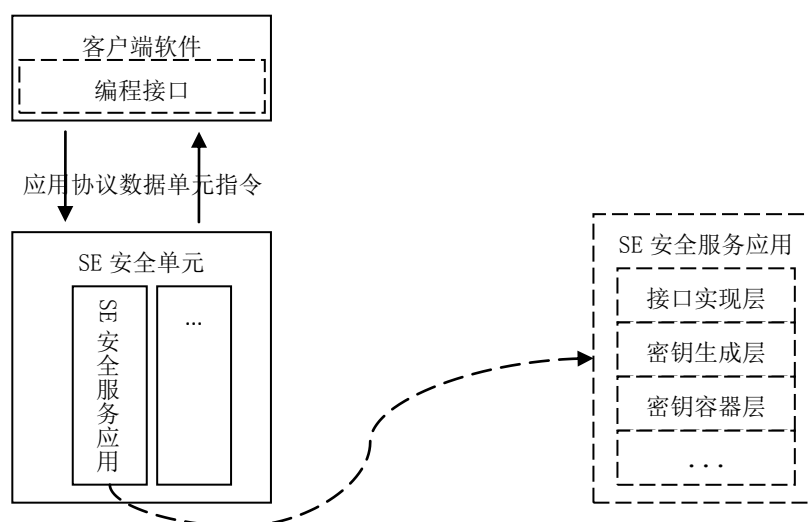 客户端软件
编程接口
应用协议数据单元指令
SE 安全单元
SE安全服务应用
...
SE 安全服务应用
接口实现层
密钥生成层
密钥容器层
...